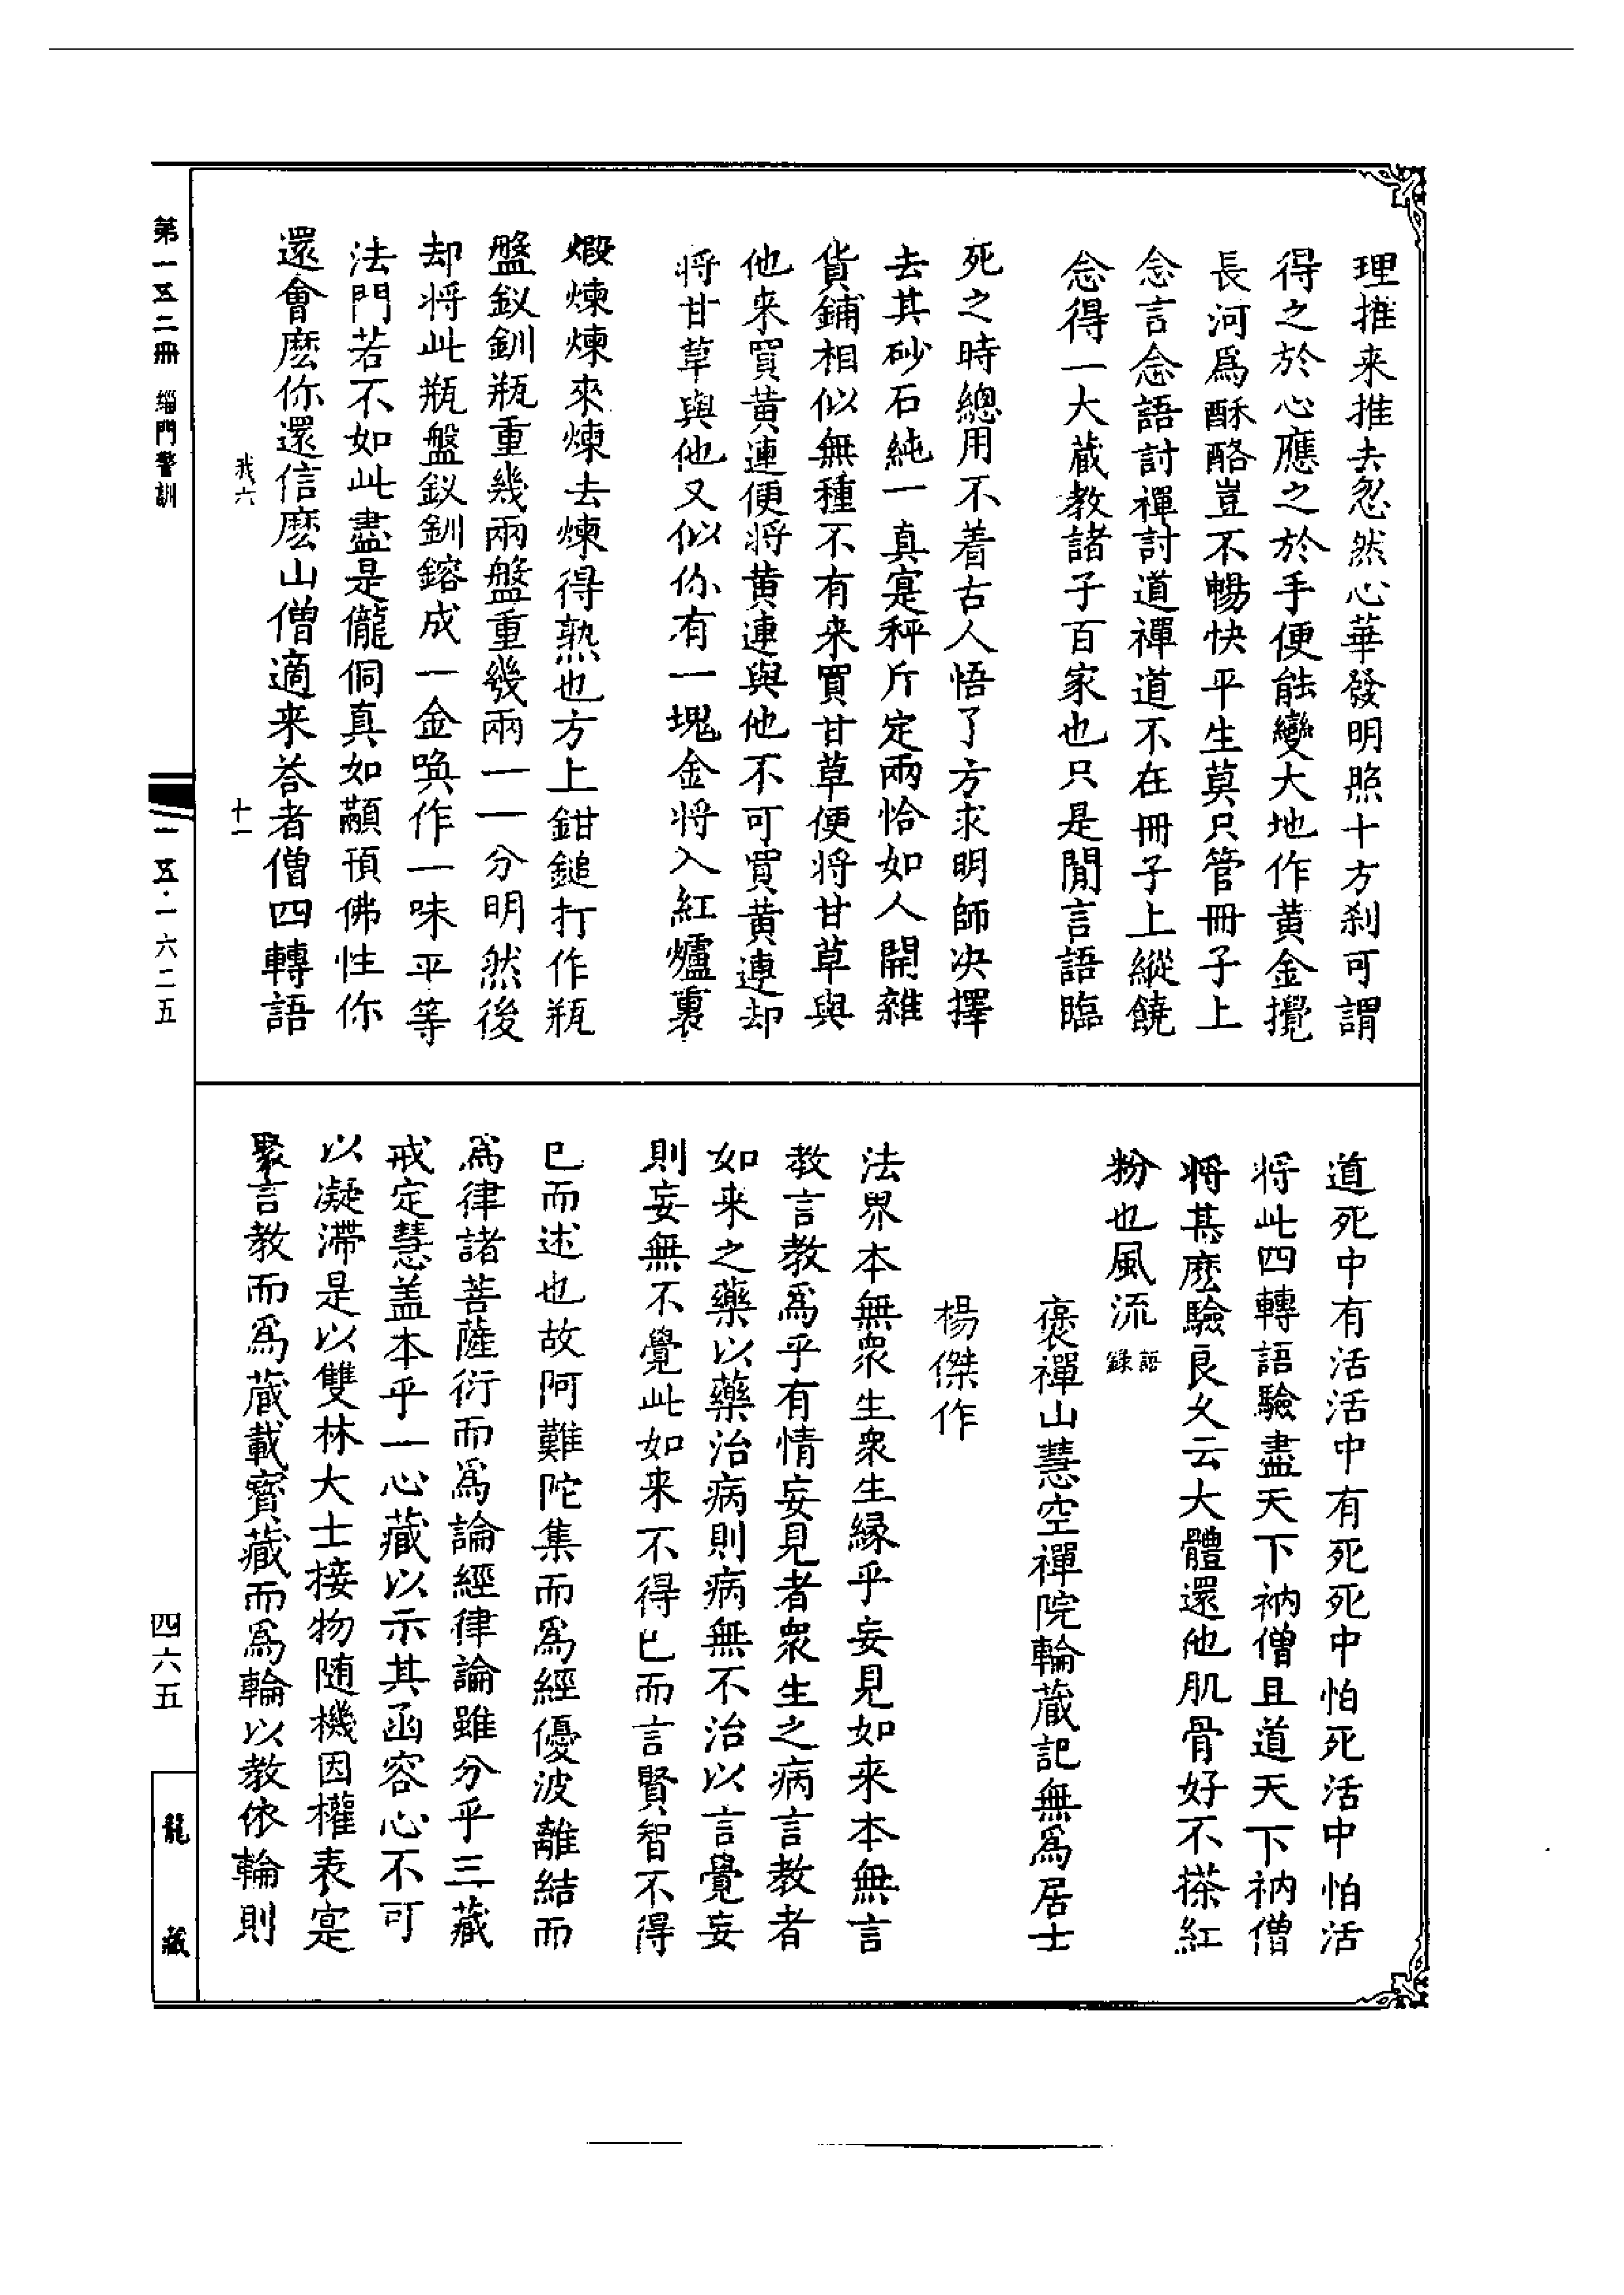 理推来推去忽然心華發明照十方刹可謂
得之於心應之於手便能變大地作黄金攪
長河爲酥酪豈不暢快平生莫只管冊子上
念言念語討禪討道禪道不在冊子上縱饒
念得一大蔵教諸子百家也只是閒言語臨
死之時總用不着古人悟了方求明師决擇
去其砂石純一真寔秤斤定兩恰如人開雜
貨鋪相似無種不有来買甘草便將甘草與
他来買黄連便將黄連與他不可買黄連却
將甘草與他又似你有一塊金将入紅爐裏
煅煉煉來煉去煉得熟也方上鉗鎚打作瓶
盤釵釧瓶重幾兩盤重幾兩一一分明然後
却将此瓶盤釵釧鎔成一金喚作一味平等
法門若不如此盡是儱侗真如顢頇佛性你
還會麽你還信麽山僧適来荅者僧四轉語
道死中有活活中有死死中怕死活中怕活
将此四轉語驗盡天下衲僧且道天下衲僧
將甚麽驗良久云大體還他肌骨好不搽紅
粉也風流 語録
褒禪山慧空禪院輪蔵記無爲居士
楊傑作
法界本無衆生衆生緣乎妄見如来本無言
教言教爲乎有情妄見者衆生之病言教者
如来之藥以藥治病則病無不治以言覺妄
則妄無不覺此如来不得已而言賢智不得
已而述也故阿難陀集而爲經優波離結而
爲律諸菩薩衍而爲論經律論雖分乎三蔵
戒定慧盖本乎一心蔵以示其函容心不可
以凝滯是以雙林大士接物随機因權表寔
聚言教而爲蔵載寳蔵而爲輪以教依輪則
第一五二冊 緇門警訓
我六
十一
一五·一六二五
四六五
龍藏